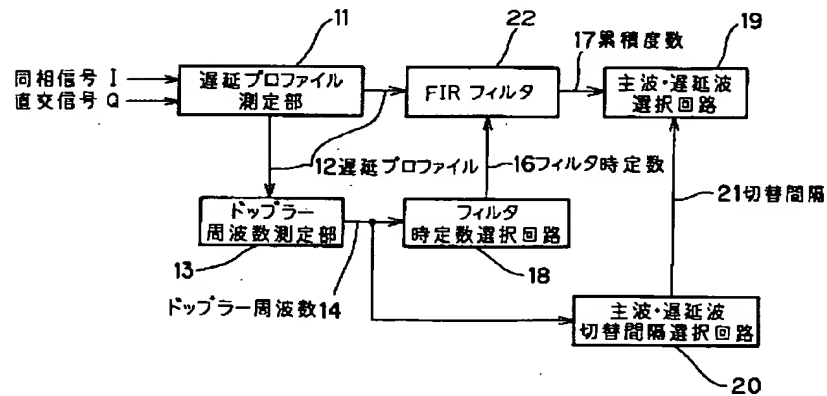 11
22
17累積度数
19
同相信号 I
直交信号 Q
遅延プロファイル
測定部
FIR フィルタ
主波・遅延波
選択回路
12遅延プロファイル
16フィルタ時定数
21切替間隔
ドップラー
周波数測定部
フィルタ
時定数選択回路
13
18
ドップラー周波数14
主波・遅延波
切替間隔選択回路
20